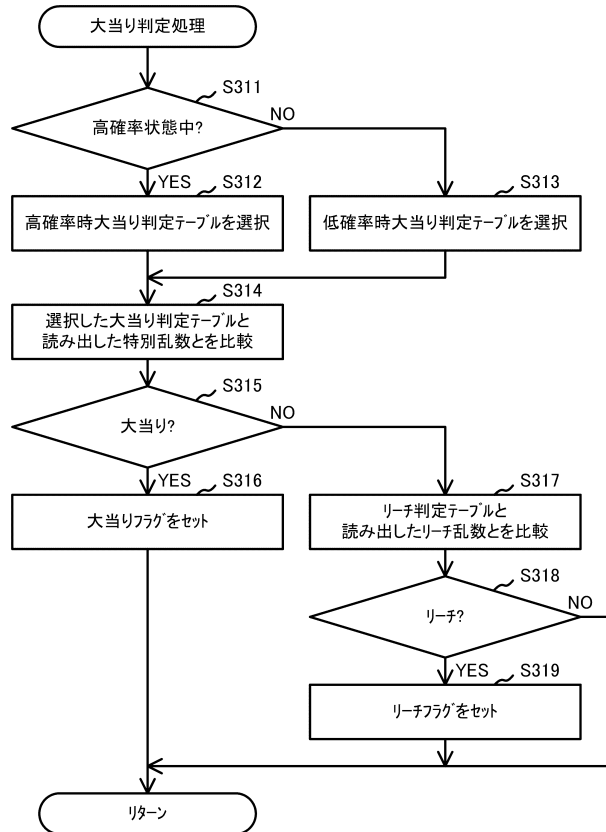 大当り判定処理
S311
高確率状態中?
NO
YES
S312
高確率時大当り判定ﾃｰﾌﾞﾙを選択
S313
低確率時大当り判定ﾃｰﾌﾞﾙを選択
S314
選択した大当り判定ﾃｰﾌﾞﾙと
読み出した特別乱数とを比較
S315
大当り?
NO
YES
S316
大当りﾌﾗｸﾞをｾｯﾄ
S317
ﾘｰﾁ判定ﾃｰﾌﾞﾙと
読み出したﾘｰﾁ乱数とを比較
S318
ﾘｰﾁ?
NO
YES
S319
ﾘｰﾁﾌﾗｸﾞをｾｯﾄ
ﾘﾀｰﾝ